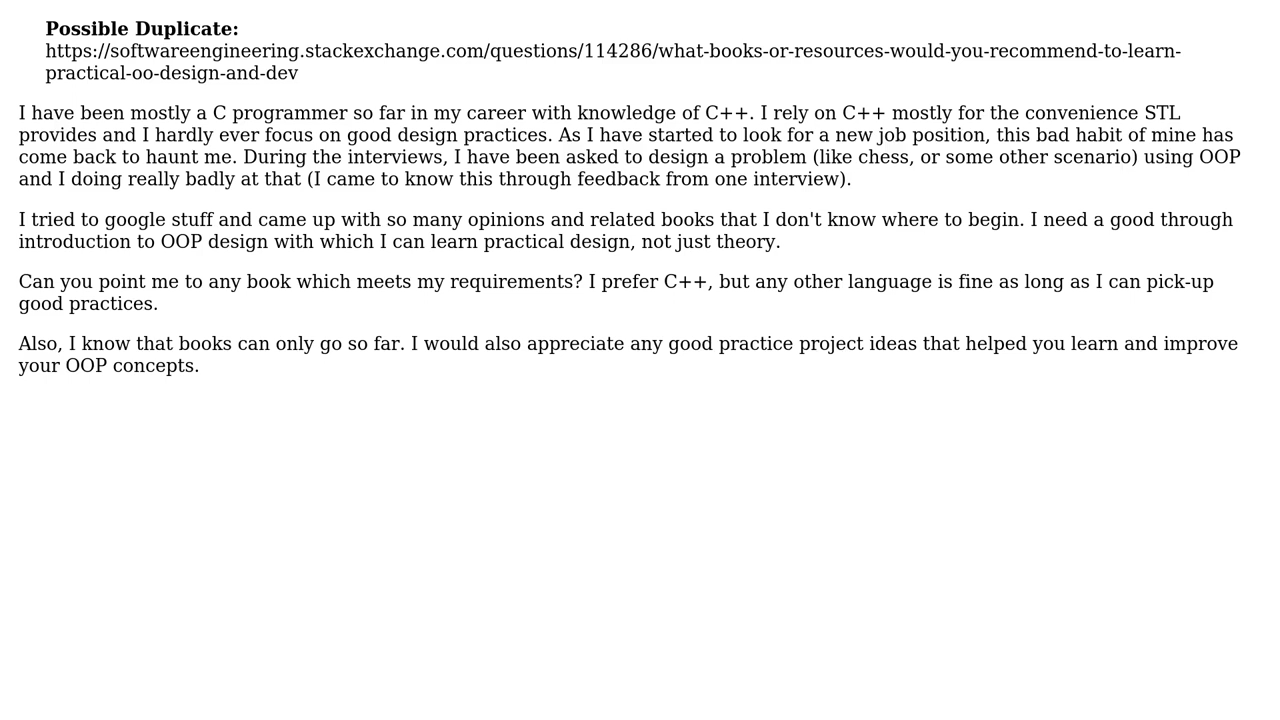 Possible Duplicate:
https://softwareengineering.stackexchange.com/questions/114286/what-books-or-resources-would-you-recommend-to-learn-
practical-oo-design-and-dev
I have been mostly a C programmer so far in my career with knowledge of C++. I rely on C++ mostly for the convenience STL
provides and I hardly ever focus on good design practices. As I have started to look for a new job position, this bad habit of mine has
come back to haunt me. During the interviews, I have been asked to design a problem (like chess, or some other scenario) using OOP
and I doing really badly at that (I came to know this through feedback from one interview).
I tried to google stuff and came up with so many opinions and related books that I don't know where to begin. I need a good through
introduction to OOP design with which I can learn practical design, not just theory.
Can you point me to any book which meets my requirements? I prefer C++, but any other language is fine as long as I can pick-up
good practices.
Also, I know that books can only go so far. I would also appreciate any good practice project ideas that helped you learn and improve
your OOP concepts.